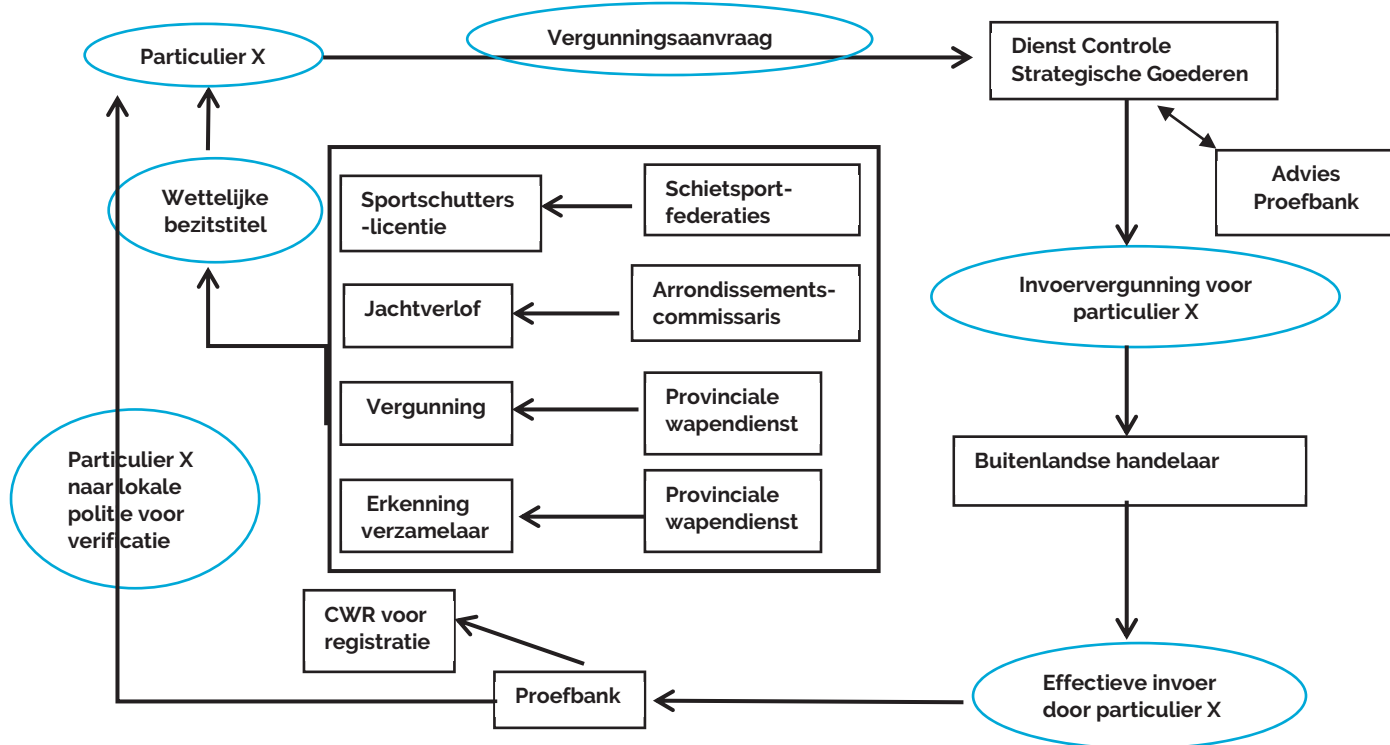 Particulier X
Vergunningsaanvraag
Dienst Controle
Strategische Goederen
Advies
Proefbank
Wettelijke
bezitstitel
Sportschutters
-licentie
Schietsport-
federaties
Jachtverlof
Arrondissements-
commissaris
Vergunning
Provinciale
wapendienst
Erkenning
verzamelaar
Provinciale
wapendienst
Invoervergunning voor
particulier X
Buitenlandse handelaar
Particulier X
naar lokale
politie voor
verificatie
CWR voor
registratie
Proefbank
Effectieve invoer
door particulier X